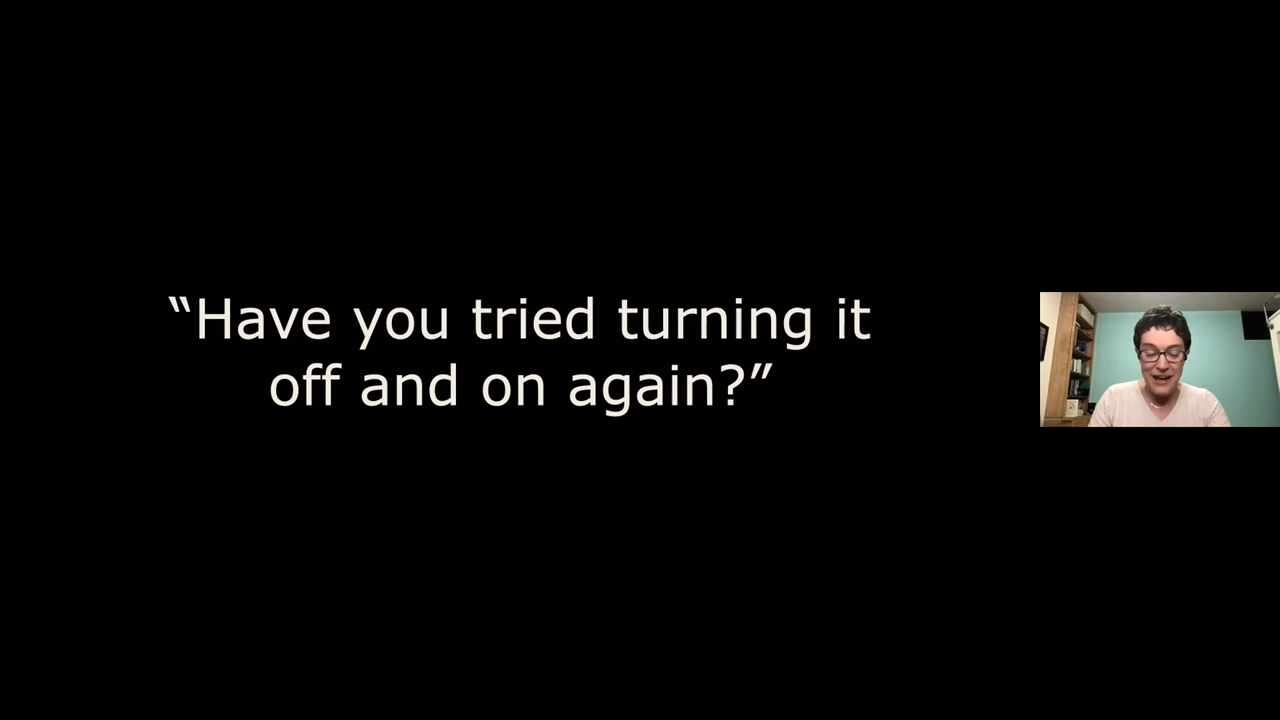 “Have you tried turning it
off and on again?”